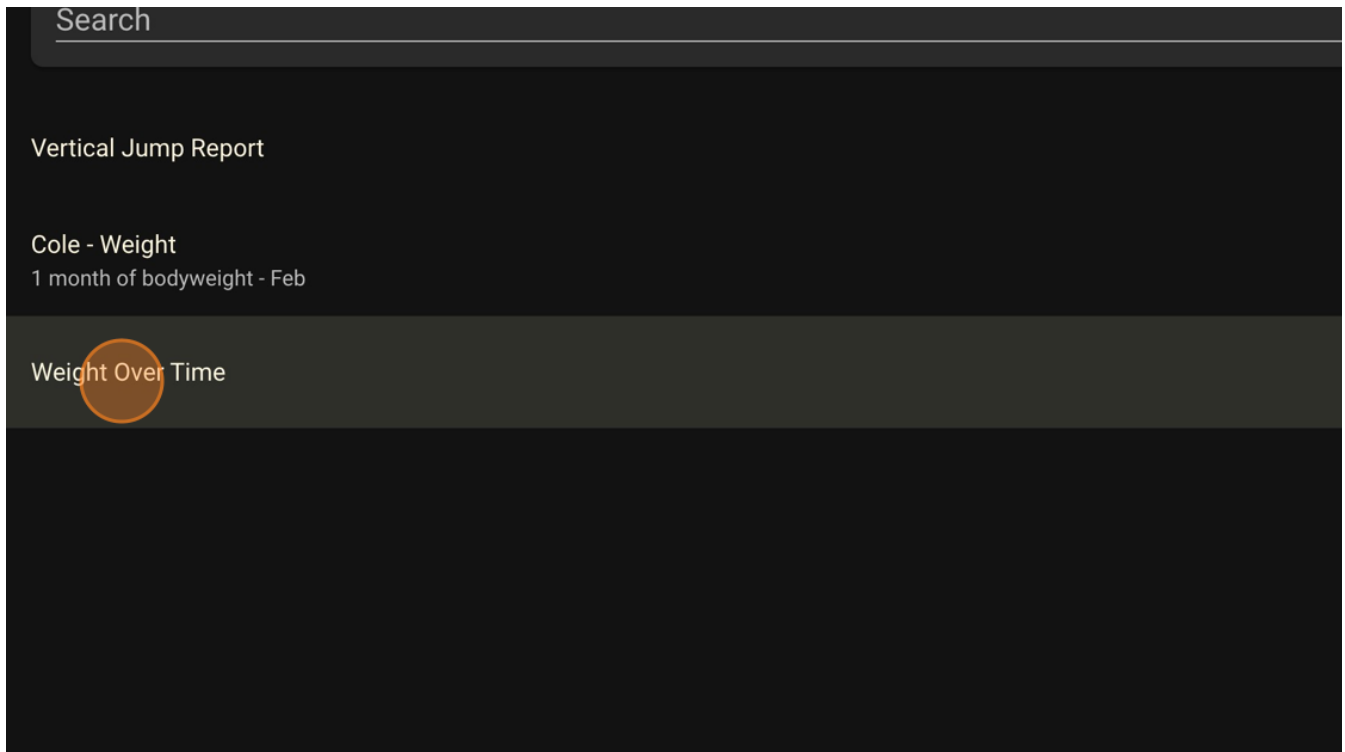 Search
Vertical Jump Report
Cole - Weight
1 month of bodyweight - Feb
Weight Over Time